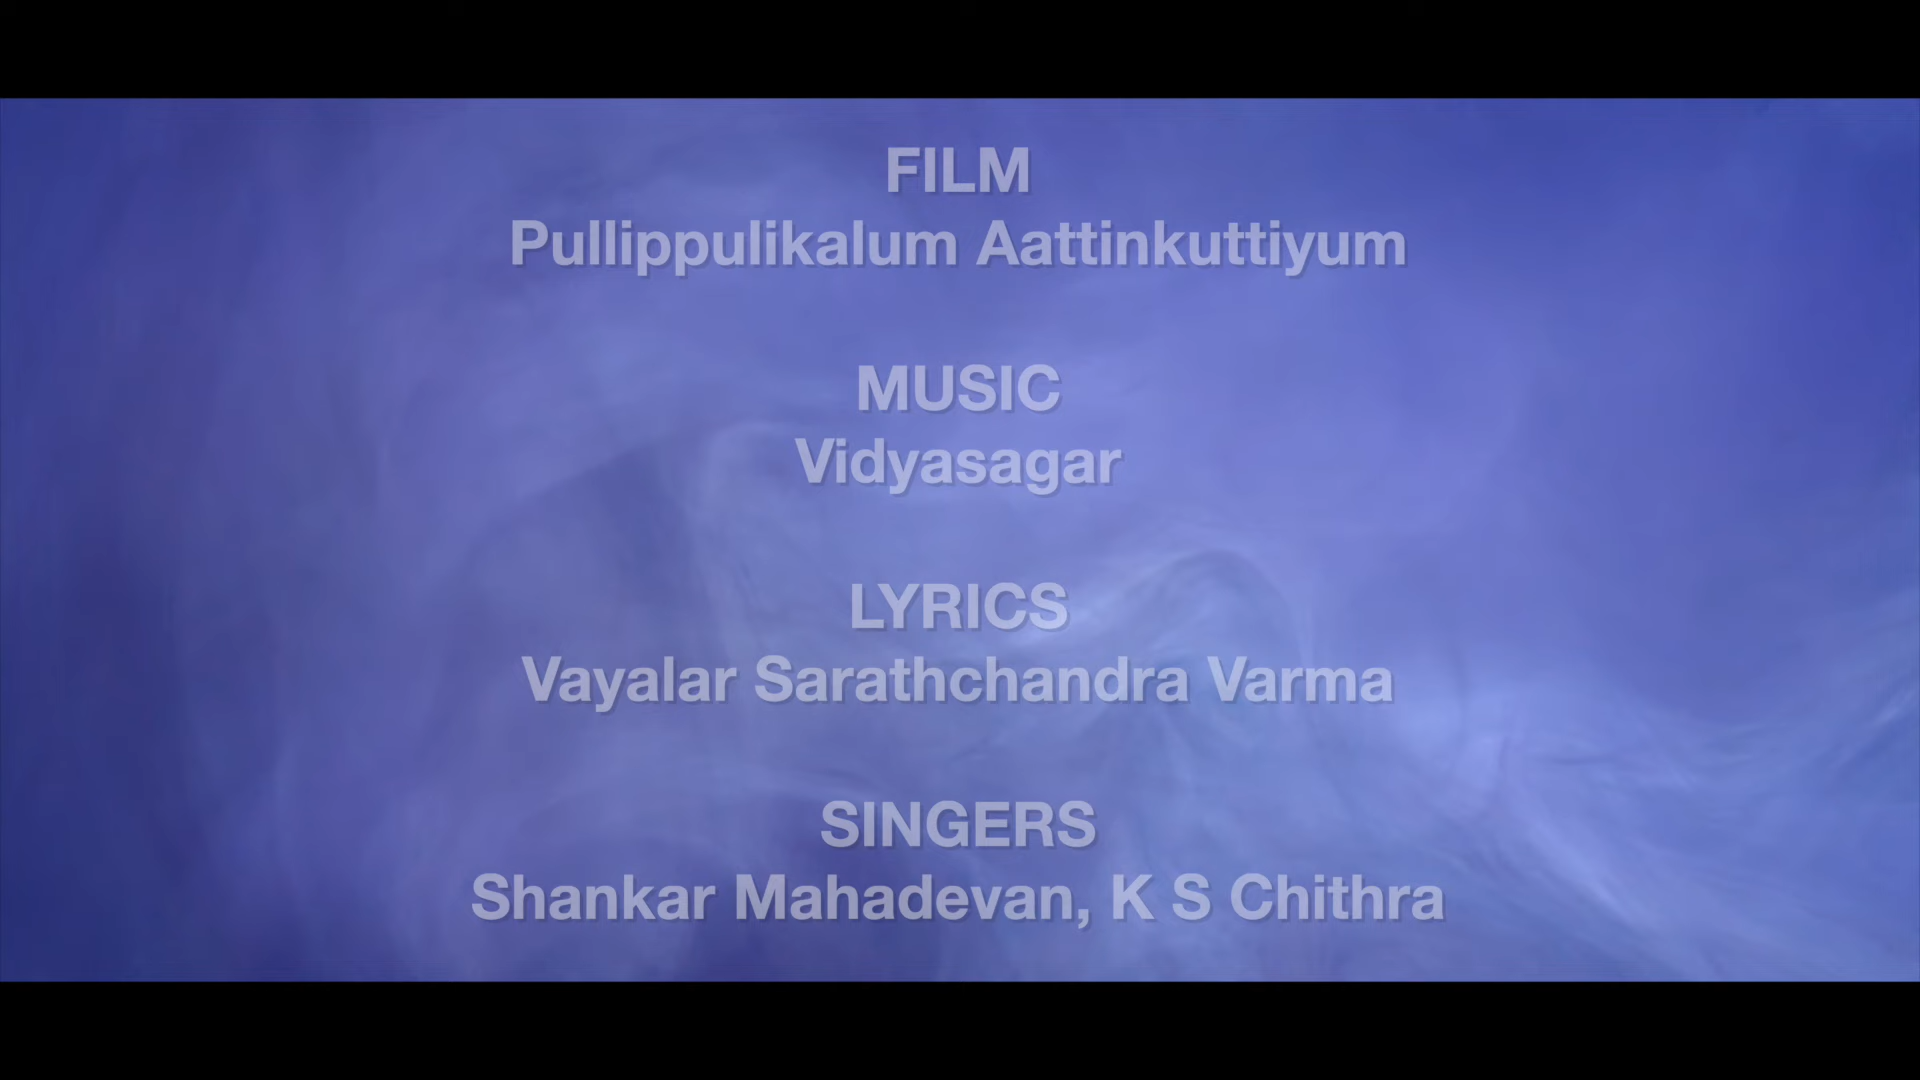 FILM
Pullippulikalum Aattinkuttiyum
MUSIC
Vidyasagar
LYRICS
Vayalar Sarathchandra Varma
SINGERS
Shankar Mahadevan, K S Chithra